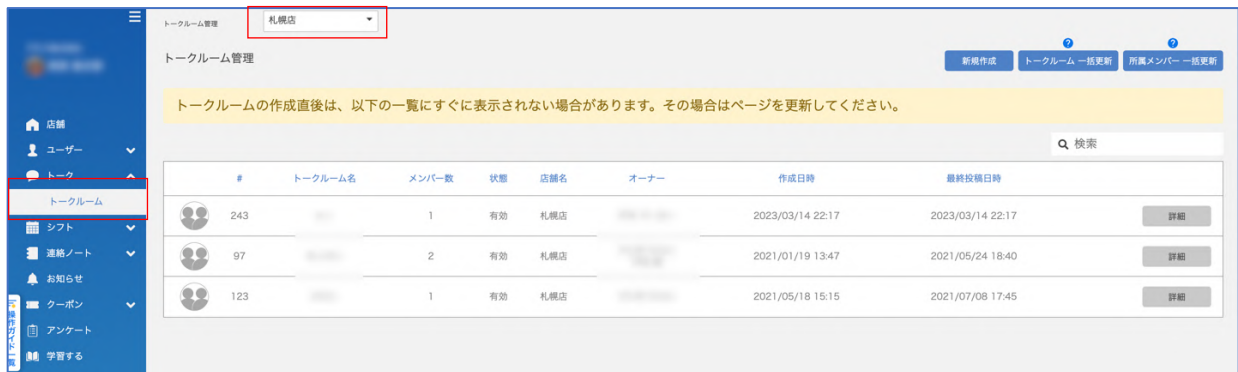 トークルーム管理
札幌店
トークルーム管理
新規作成
トークルーム 一括更新
所属メンバー 一括更新
トークルームの作成直後は、以下の一覧にすぐに表示されない場合があります。その場合はページを更新してください。
検索
# トークルーム名 メンバー数 状態 店舗名 オーナー 作成日時 最終投稿日時
243 1 有効 札幌店 2023/03/14 22:17 2023/03/14 22:17 詳細
97 2 有効 札幌店 2021/01/19 13:47 2021/05/24 18:40 詳細
123 1 有効 札幌店 2021/05/18 15:15 2021/07/08 17:45 詳細
店舗
ユーザー
トーク
トークルーム
シフト
連絡ノート
お知らせ
クーポン
アンケート
学習する
操作ガイド一覧